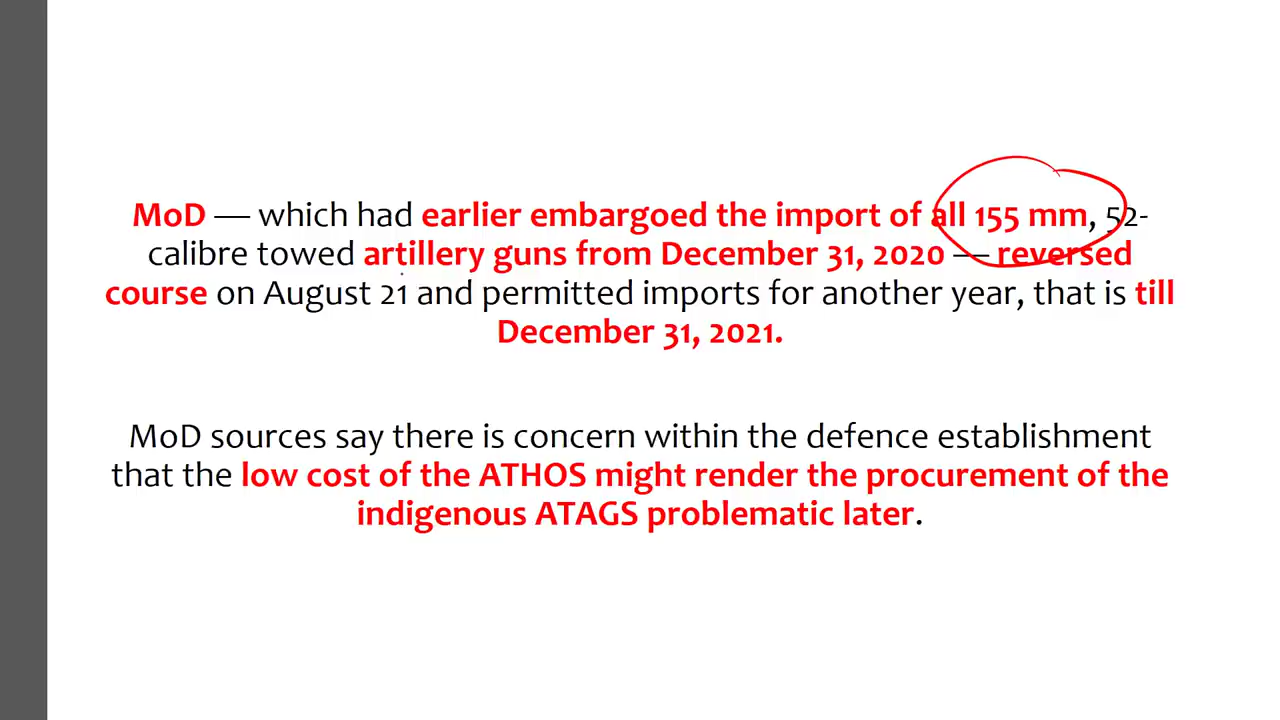 MoD — which had earlier embargoed the import of all 155 mm, 52-
calibre towed artillery guns from December 31, 2020 — reversed
course on August 21 and permitted imports for another year, that is till
December 31, 2021.
MoD sources say there is concern within the defence establishment
that the low cost of the ATHOS might render the procurement of the
indigenous ATAGS problematic later.